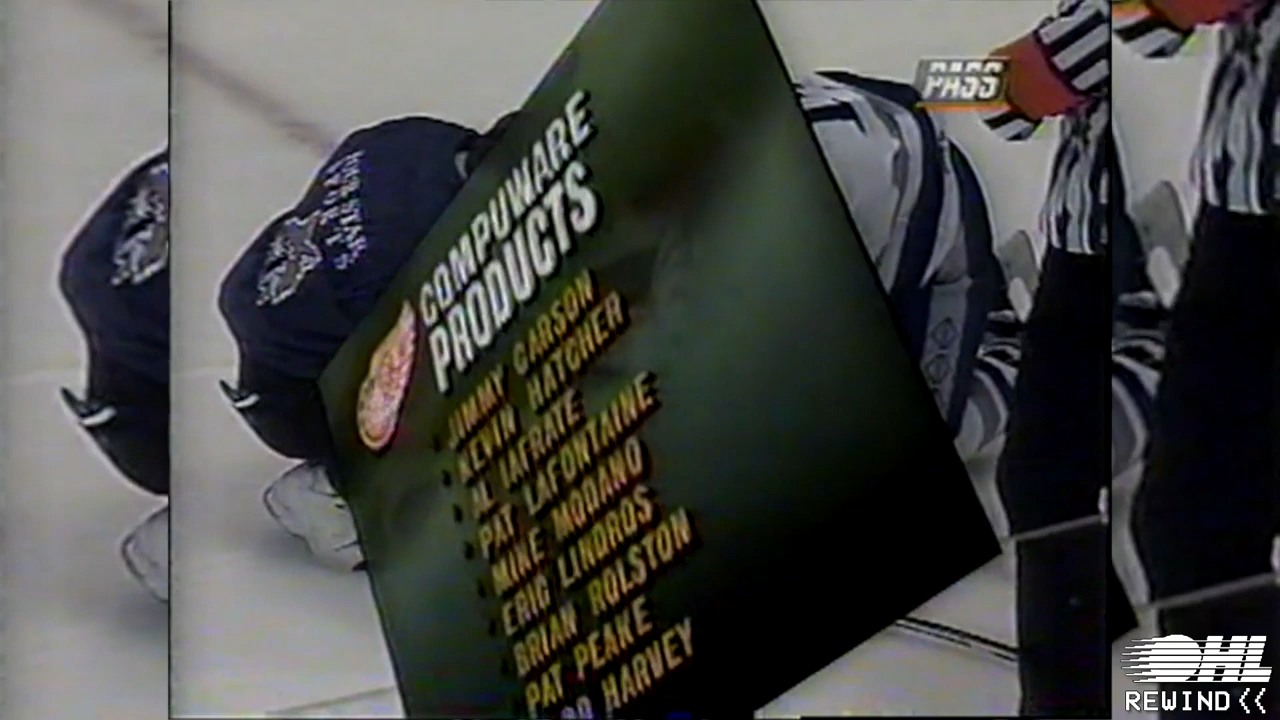 PASS
COMPUWARE
PRODUCTS
JIMMY CARSON
KEVIN HATCHER
AL IAFRATE
PAT LAFONTAINE
MIKE MODANO
ERIC LINDROS
BRIAN ROLSTON
PAT PEAKE
HARVEY
OHL
REWIND